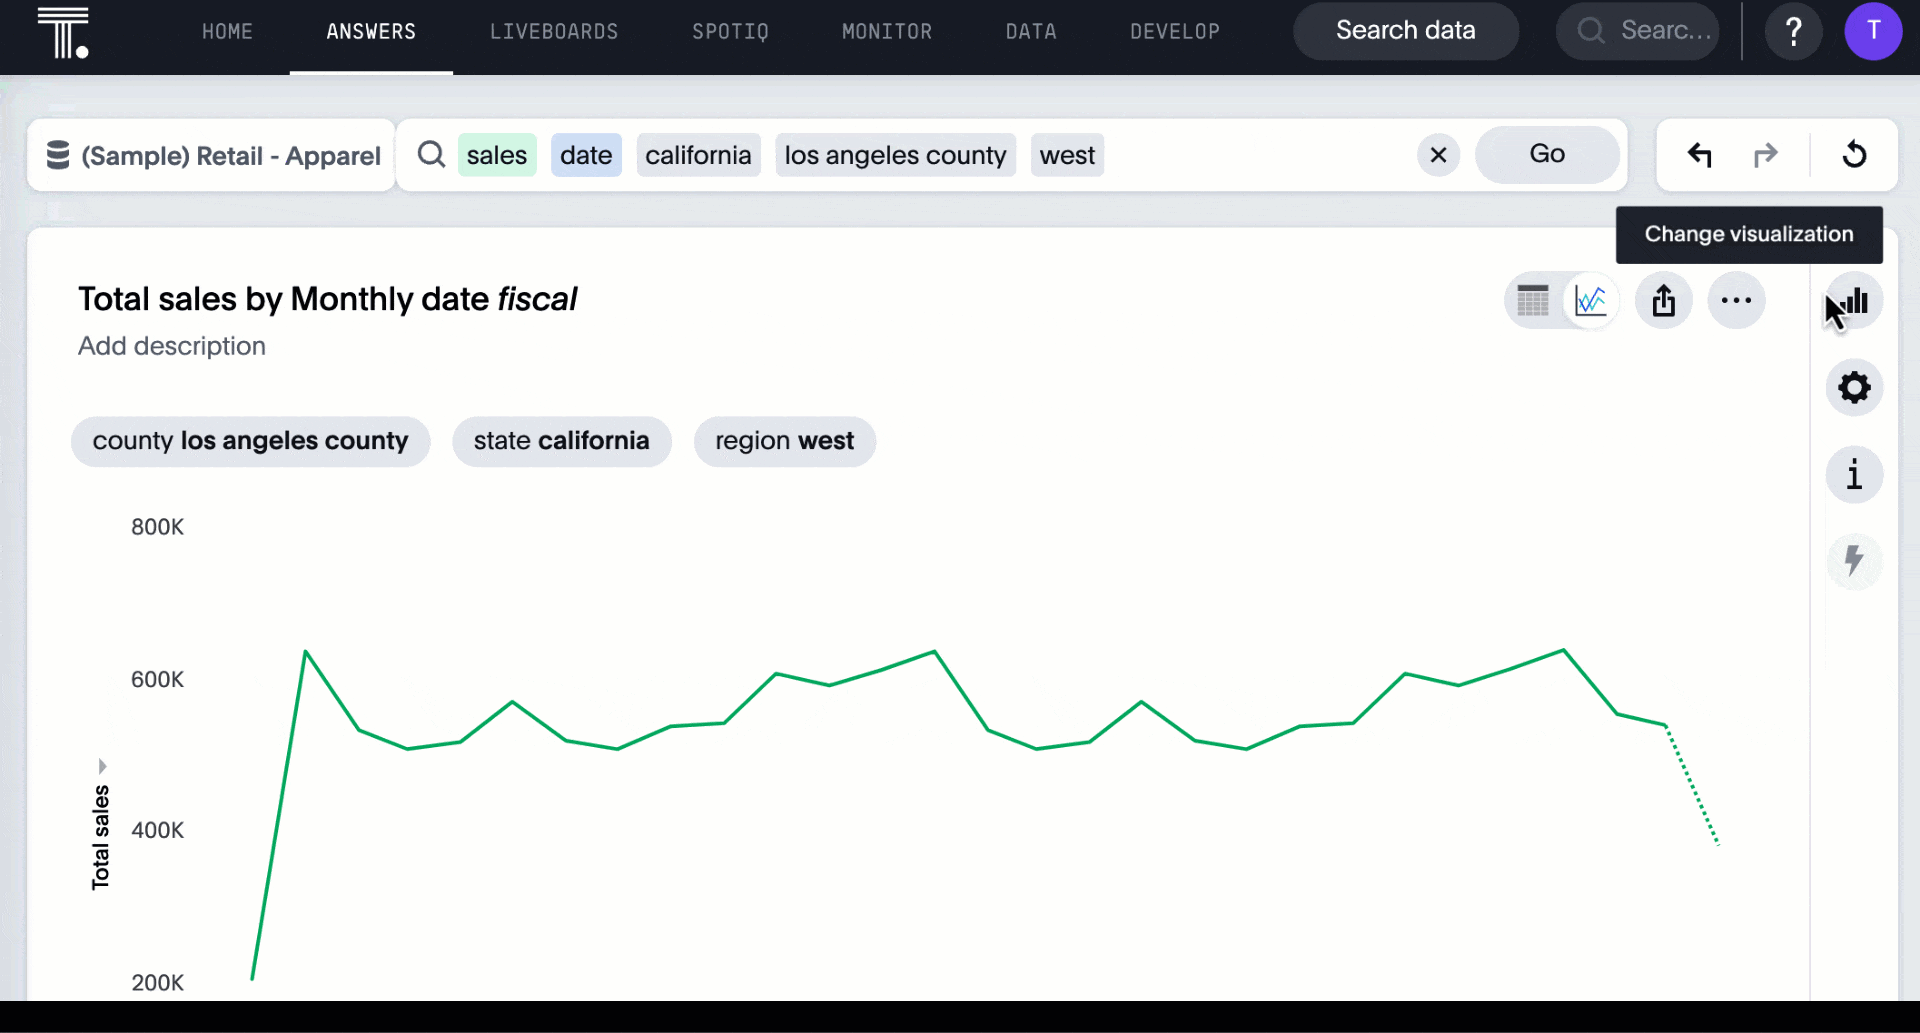 HOME ANSWERS LIVEBOARDS SPOTIQ MONITOR DATA DEVELOP Search data Searc... ? T
(Sample) Retail - Apparel sales date california los angeles county west Go
Change visualization
Total sales by Monthly date fiscal
Add description
county los angeles county state california region west
800K
600K
400K
200K
Total sales